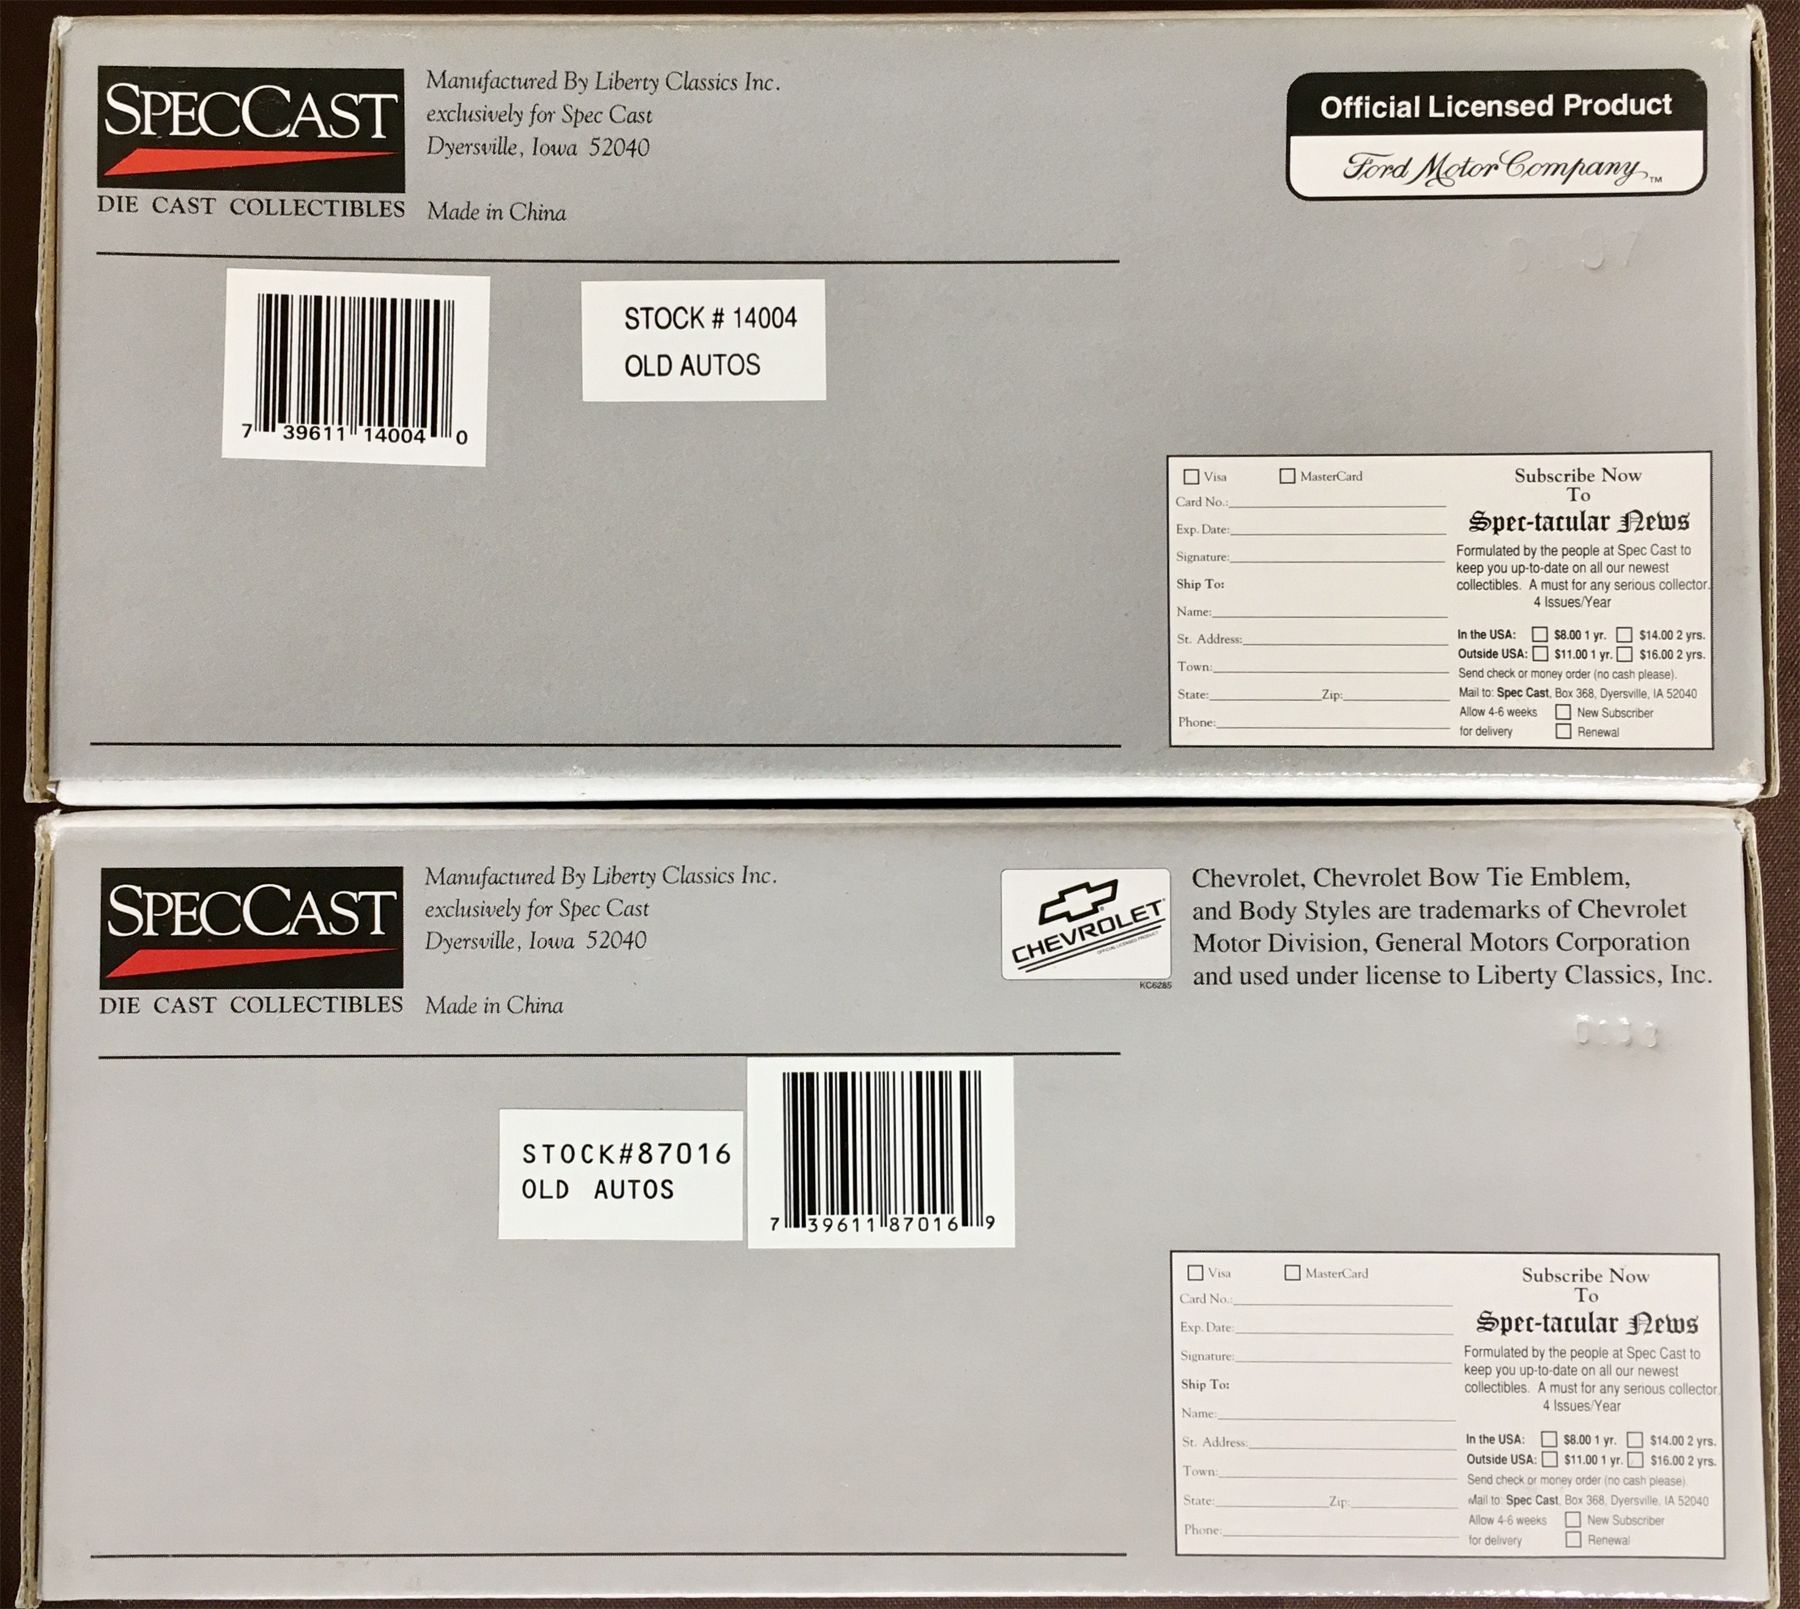 SPECCAST
DIE CAST COLLECTIBLES
Manufactured By Liberty Classics Inc.
exclusively for Spec Cast
Dyersville, Iowa 52040
Made in China
Official Licensed Product
Ford Motor Company™
7 39611 14004 0
STOCK # 14004
OLD AUTOS
Visa MasterCard
Card No.:
Exp. Date:
Signature:
Ship To:
Name:
St. Address:
Town:
State: Zip:
Phone:
Subscribe Now
To
Spec-tacular News
Formulated by the people at Spec Cast to
keep you up-to-date on all our newest
collectibles. A must for any serious collector.
4 Issues/Year
In the USA: $8.00 1 yr. $14.00 2 yrs.
Outside USA: $11.00 1 yr. $16.00 2 yrs.
Send check or money order (no cash please).
Mail to: Spec Cast, Box 368, Dyersville, IA 52040
Allow 4-6 weeks New Subscriber
for delivery Renewal
SPECCAST
DIE CAST COLLECTIBLES
Manufactured By Liberty Classics Inc.
exclusively for Spec Cast
Dyersville, Iowa 52040
Made in China
CHEVROLET
OFFICIAL LICENSED PRODUCT
KC6285
Chevrolet, Chevrolet Bow Tie Emblem,
and Body Styles are trademarks of Chevrolet
Motor Division, General Motors Corporation
and used under license to Liberty Classics, Inc.
STOCK#87016
OLD AUTOS
7 39611 87016 9
Visa MasterCard
Card No.:
Exp. Date:
Signature:
Ship To:
Name:
St. Address:
Town:
State: Zip:
Phone:
Subscribe Now
To
Spec-tacular News
Formulated by the people at Spec Cast to
keep you up-to-date on all our newest
collectibles. A must for any serious collector.
4 Issues/Year
In the USA: $8.00 1 yr. $14.00 2 yrs.
Outside USA: $11.00 1 yr. $16.00 2 yrs.
Send check or money order (no cash please).
Mail to: Spec Cast, Box 368, Dyersville, IA 52040
Allow 4-6 weeks New Subscriber
for delivery Renewal